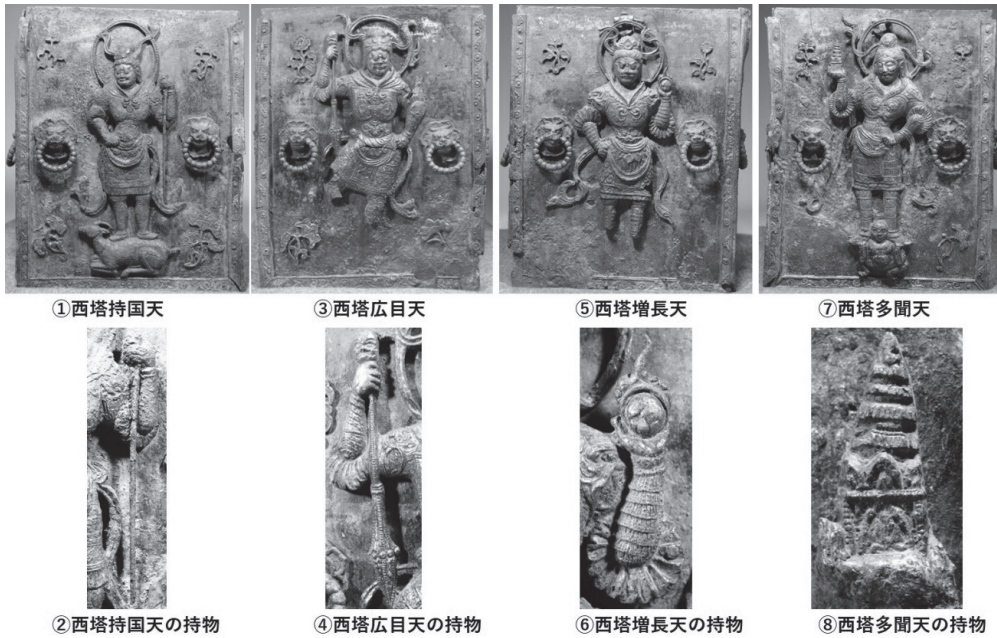 ①西塔持国天
③西塔広目天
⑤西塔増長天
⑦西塔多聞天
②西塔持国天の持物
④西塔広目天の持物
⑥西塔増長天の持物
⑧西塔多聞天の持物